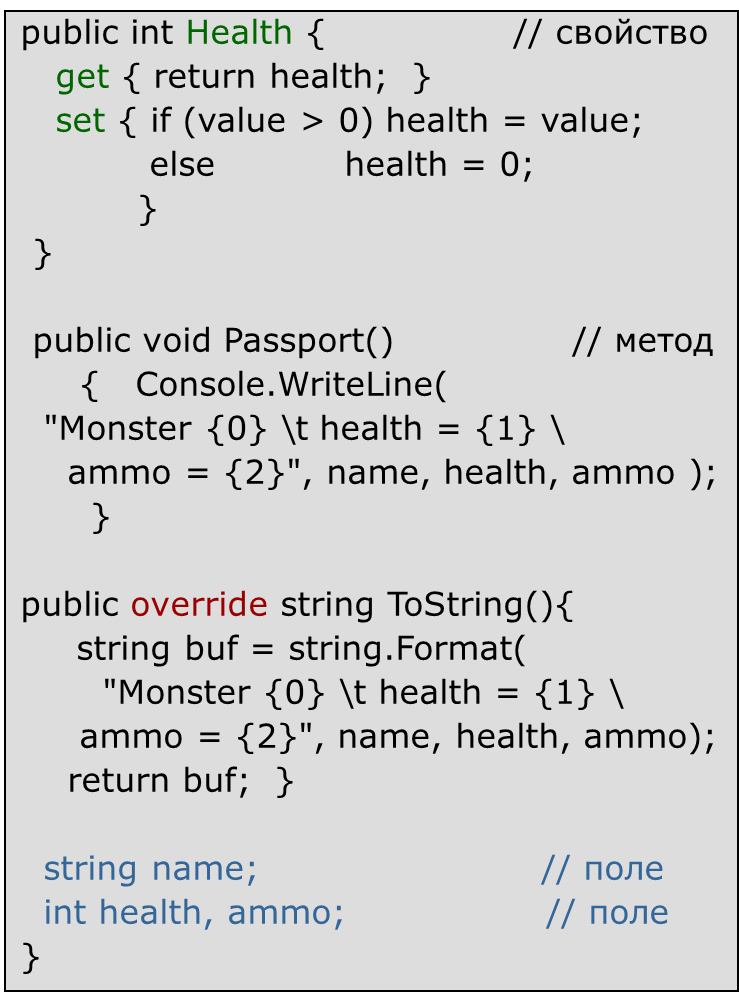 public int Health {           // свойство
get { return health;  }
set { if (value > 0) health = value;
else        health = 0;
}
}
public void Passport()           // метод
{   Console.WriteLine(
"Monster {0} \t health = {1} \
ammo = {2}", name, health, ammo );
}
public override string ToString(){
string buf = string.Format(
"Monster {0} \t health = {1} \
ammo = {2}", name, health, ammo);
return buf;  }
string name;                 // поле
int health, ammo;            // поле
}